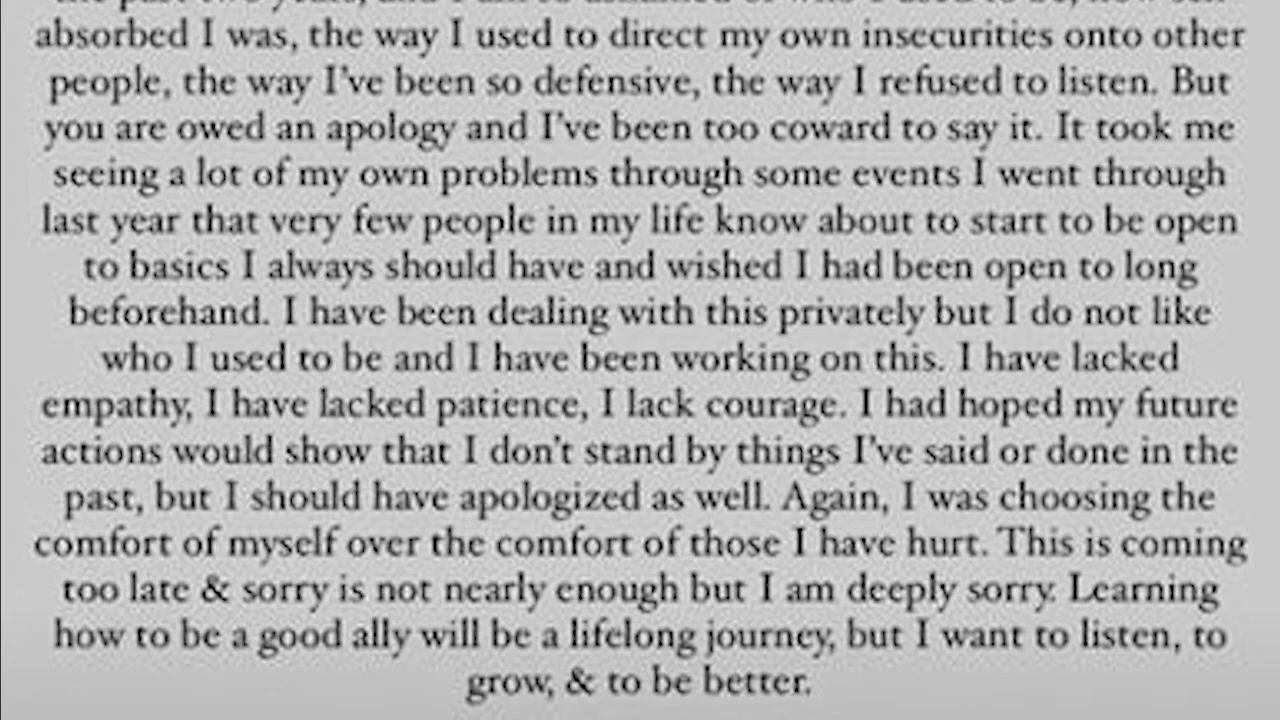 absorbed I was, the way I used to direct my own insecurities onto other
people, the way I've been so defensive, the way I refused to listen. But
you are owed an apology and I've been too coward to say it. It took me
seeing a lot of my own problems through some events I went through
last year that very few people in my life know about to start to be open
to basics I always should have and wished I had been open to long
beforehand. I have been dealing with this privately but I do not like
who I used to be and I have been working on this. I have lacked
empathy, I have lacked patience, I lack courage. I had hoped my future
actions would show that I don't stand by things I've said or done in the
past, but I should have apologized as well. Again, I was choosing the
comfort of myself over the comfort of those I have hurt. This is coming
too late & sorry is not nearly enough but I am deeply sorry. Learning
how to be a good ally will be a lifelong journey, but I want to listen, to
grow, & to be better.